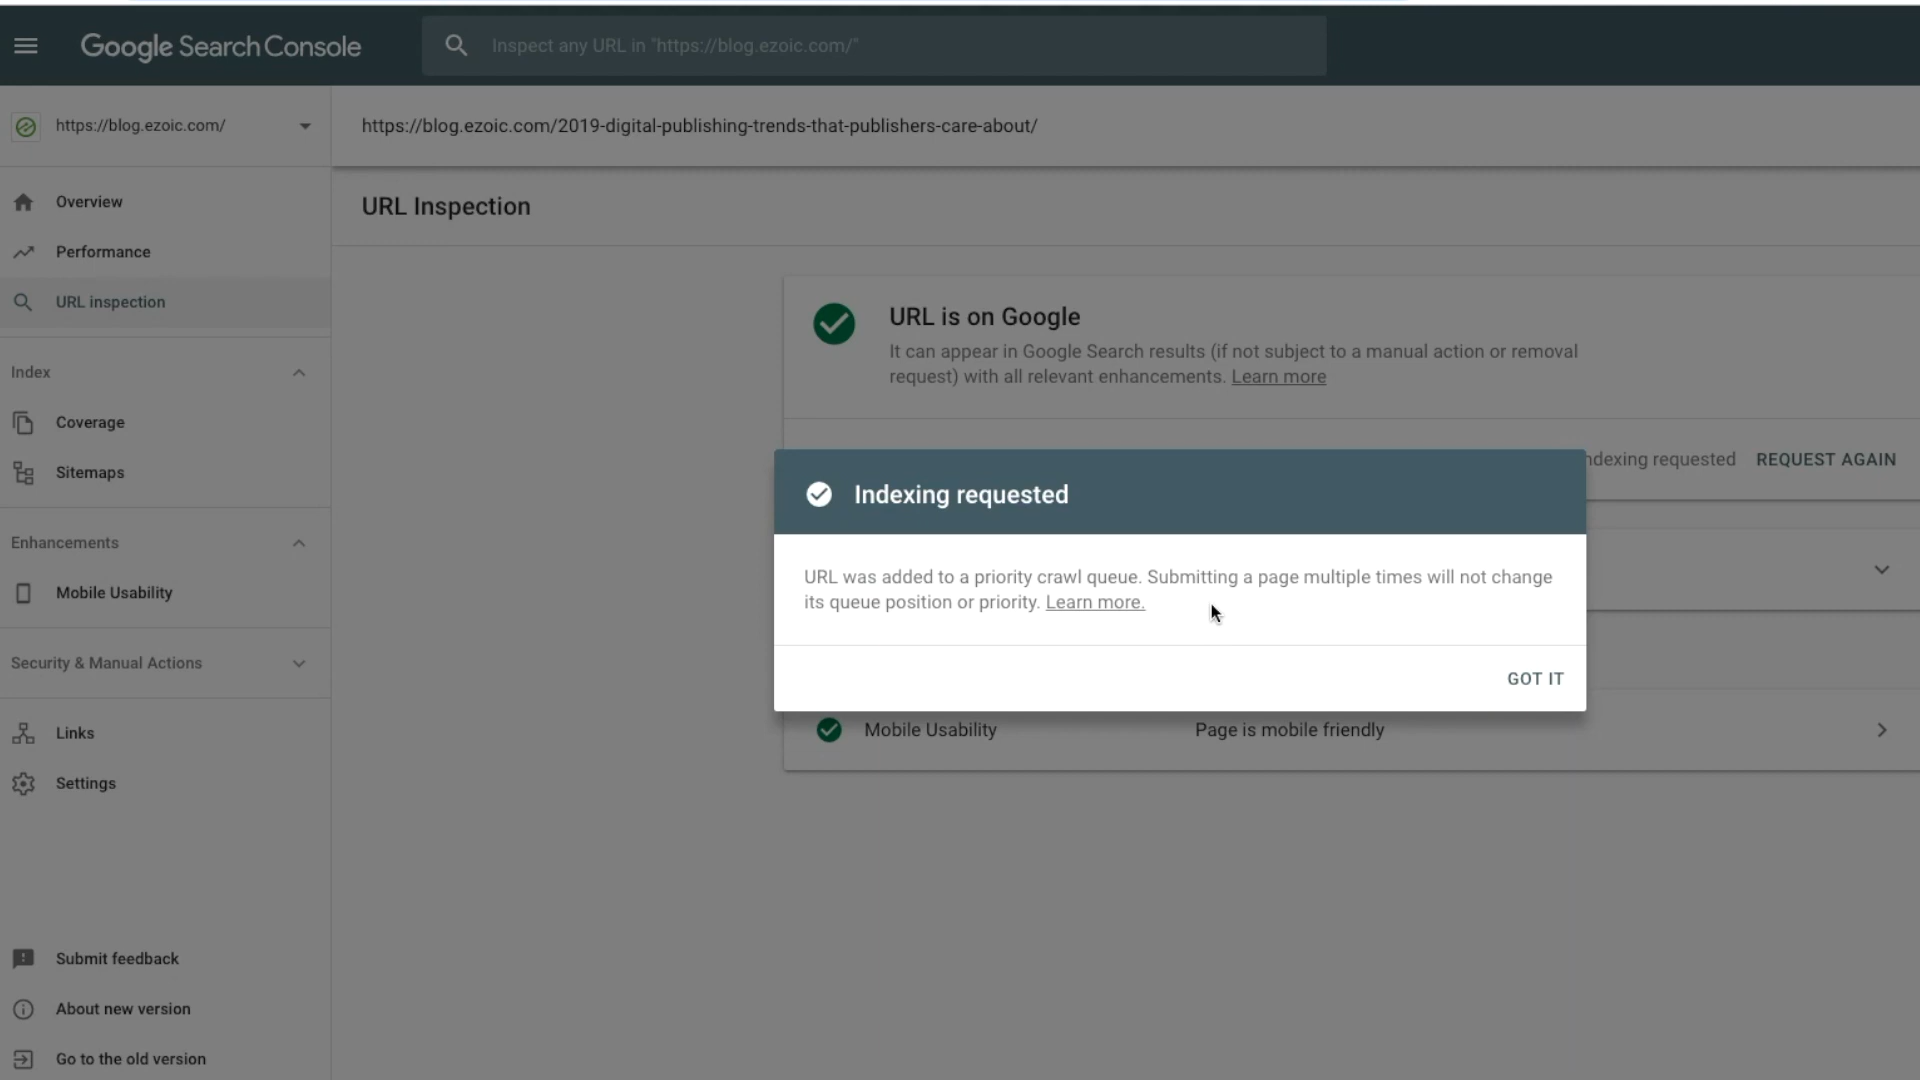 Google Search Console
Inspect any URL in "https://blog.ezoic.com/"
https://blog.ezoic.com/
https://blog.ezoic.com/2019-digital-publishing-trends-that-publishers-care-about/
Overview
Performance
URL inspection
Index
Coverage
Sitemaps
Enhancements
Mobile Usability
Security & Manual Actions
Links
Settings
Submit feedback
About new version
Go to the old version
URL Inspection
URL is on Google
It can appear in Google Search results (if not subject to a manual action or removal
request) with all relevant enhancements. Learn more
ndexing requested REQUEST AGAIN
Indexing requested
URL was added to a priority crawl queue. Submitting a page multiple times will not change
its queue position or priority. Learn more.
GOT IT
Mobile Usability Page is mobile friendly